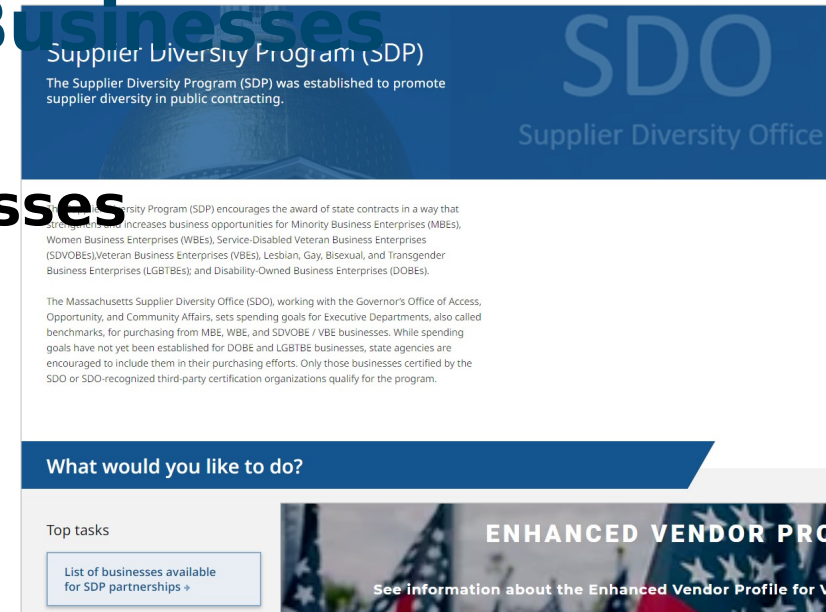 Businesses
Supplier Diversity Program (SDP)
The Supplier Diversity Program (SDP) was established to promote
supplier diversity in public contracting.
SDO
Supplier Diversity Office
sses
The Supplier Diversity Program (SDP) encourages the award of state contracts in a way that
strengthens and increases business opportunities for Minority Business Enterprises (MBEs),
Women Business Enterprises (WBEs), Service-Disabled Veteran Business Enterprises
(SDVOBEs),Veteran Business Enterprises (VBEs), Lesbian, Gay, Bisexual, and Transgender
Business Enterprises (LGBTBEs); and Disability-Owned Business Enterprises (DOBEs).
The Massachusetts Supplier Diversity Office (SDO), working with the Governor's Office of Access,
Opportunity, and Community Affairs, sets spending goals for Executive Departments, also called
benchmarks, for purchasing from MBE, WBE, and SDVOBE / VBE businesses. While spending
goals have not yet been established for DOBE and LGBTBE businesses, state agencies are
encouraged to include them in their purchasing efforts. Only those businesses certified by the
SDO or SDO-recognized third-party certification organizations qualify for the program.
What would you like to do?
Top tasks
List of businesses available
for SDP partnerships →
ENHANCED VENDOR PRO
See information about the Enhanced Vendor Profile for V